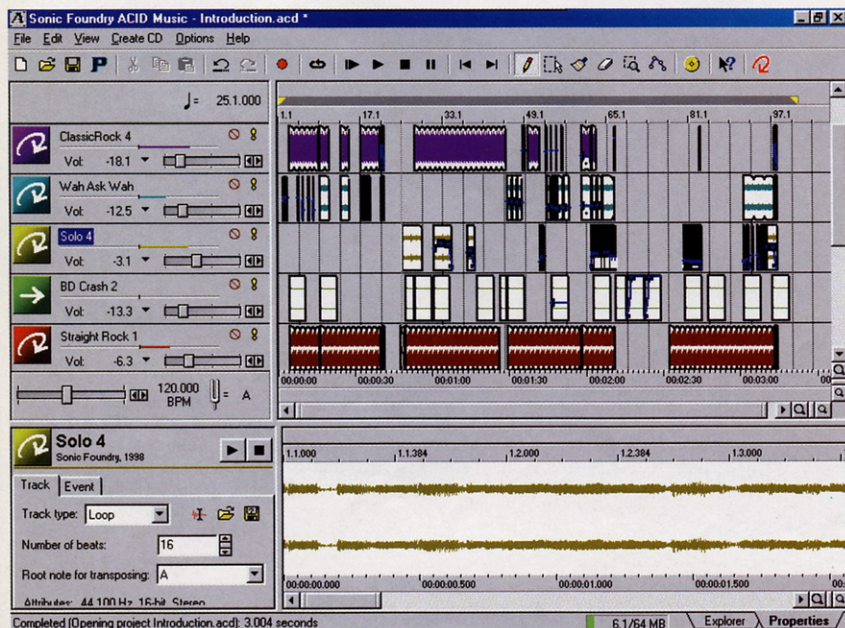 Sonic Foundry ACID Music - Introduction.acd *
File Edit View Create CD Options Help
♩= 25.1.000
1.1 17.1 33.1 49.1 65.1 81.1 97.1
ClassicRock 4
Vol: -18.1
Wah Ask Wah
Vol: -12.5
Solo 4
Vol: -3.1
BD Crash 2
Vol: -13.3
Straight Rock 1
Vol: -6.3
00:00:00 00:00:30 00:01:00 00:01:30 00:02:00 00:02:30 00:03:00
120.000 BPM = A
Solo 4
Sonic Foundry, 1998
Track Event
Track type: Loop
Number of beats: 16
Root note for transposing: A
Attributes: 44,100 Hz, 16-bit, Stereo
1.1.000 1.1.384 1.2.000 1.2.384 1.3.000
00:00:00.000 00:00:00.500 00:00:01.000 00:00:01.500
Completed (Opening project Introduction.acd): 3.004 seconds
6.1/64 MB Explorer Properties